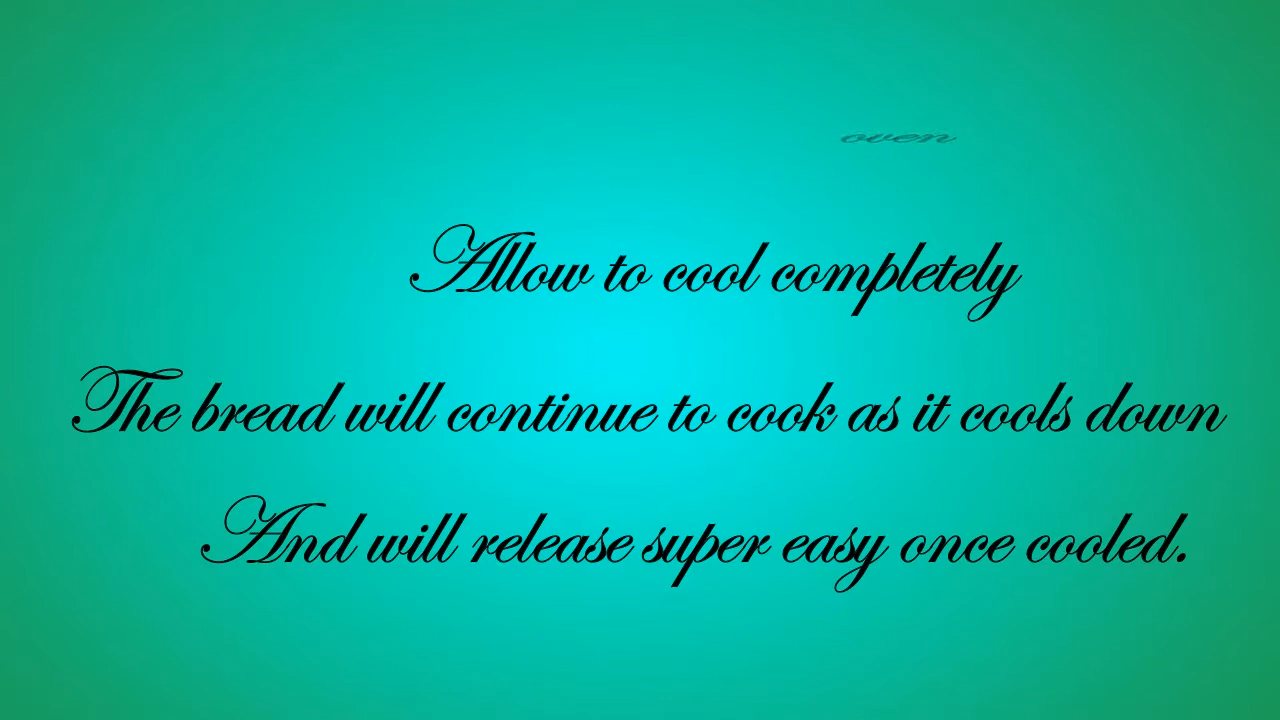 oven
Allow to cool completely
The bread will continue to cook as it cools down
And will release super easy once cooled.